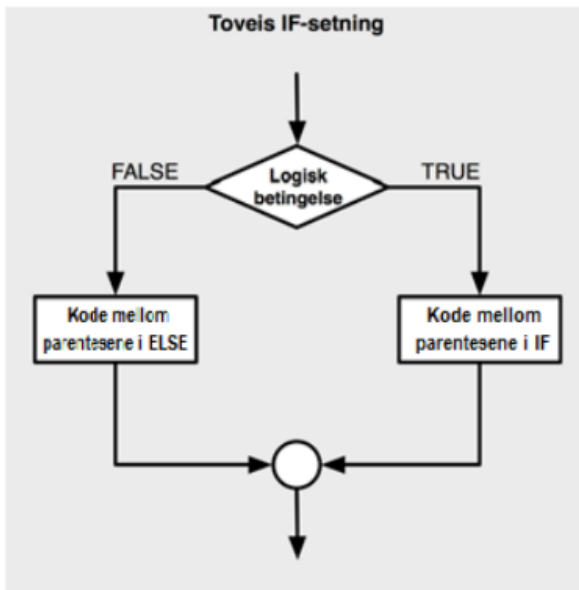 Toveis IF-setning
FALSE
Logisk
betingelse
TRUE
Kode mellom
parentesene i ELSE
Kode mellom
parentesene i IF